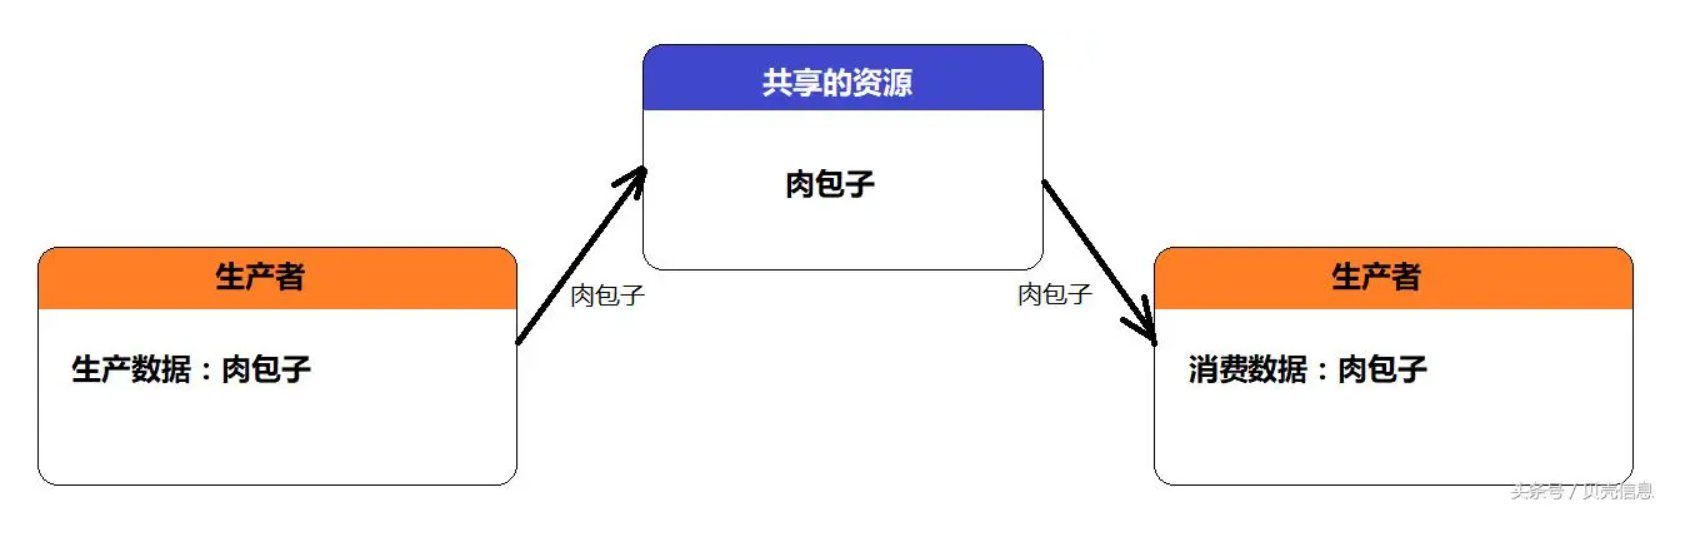 共享的资源
肉包子
生产者
生产数据：肉包子
肉包子
肉包子
生产者
消费数据：肉包子
头条号 / 贝壳信息